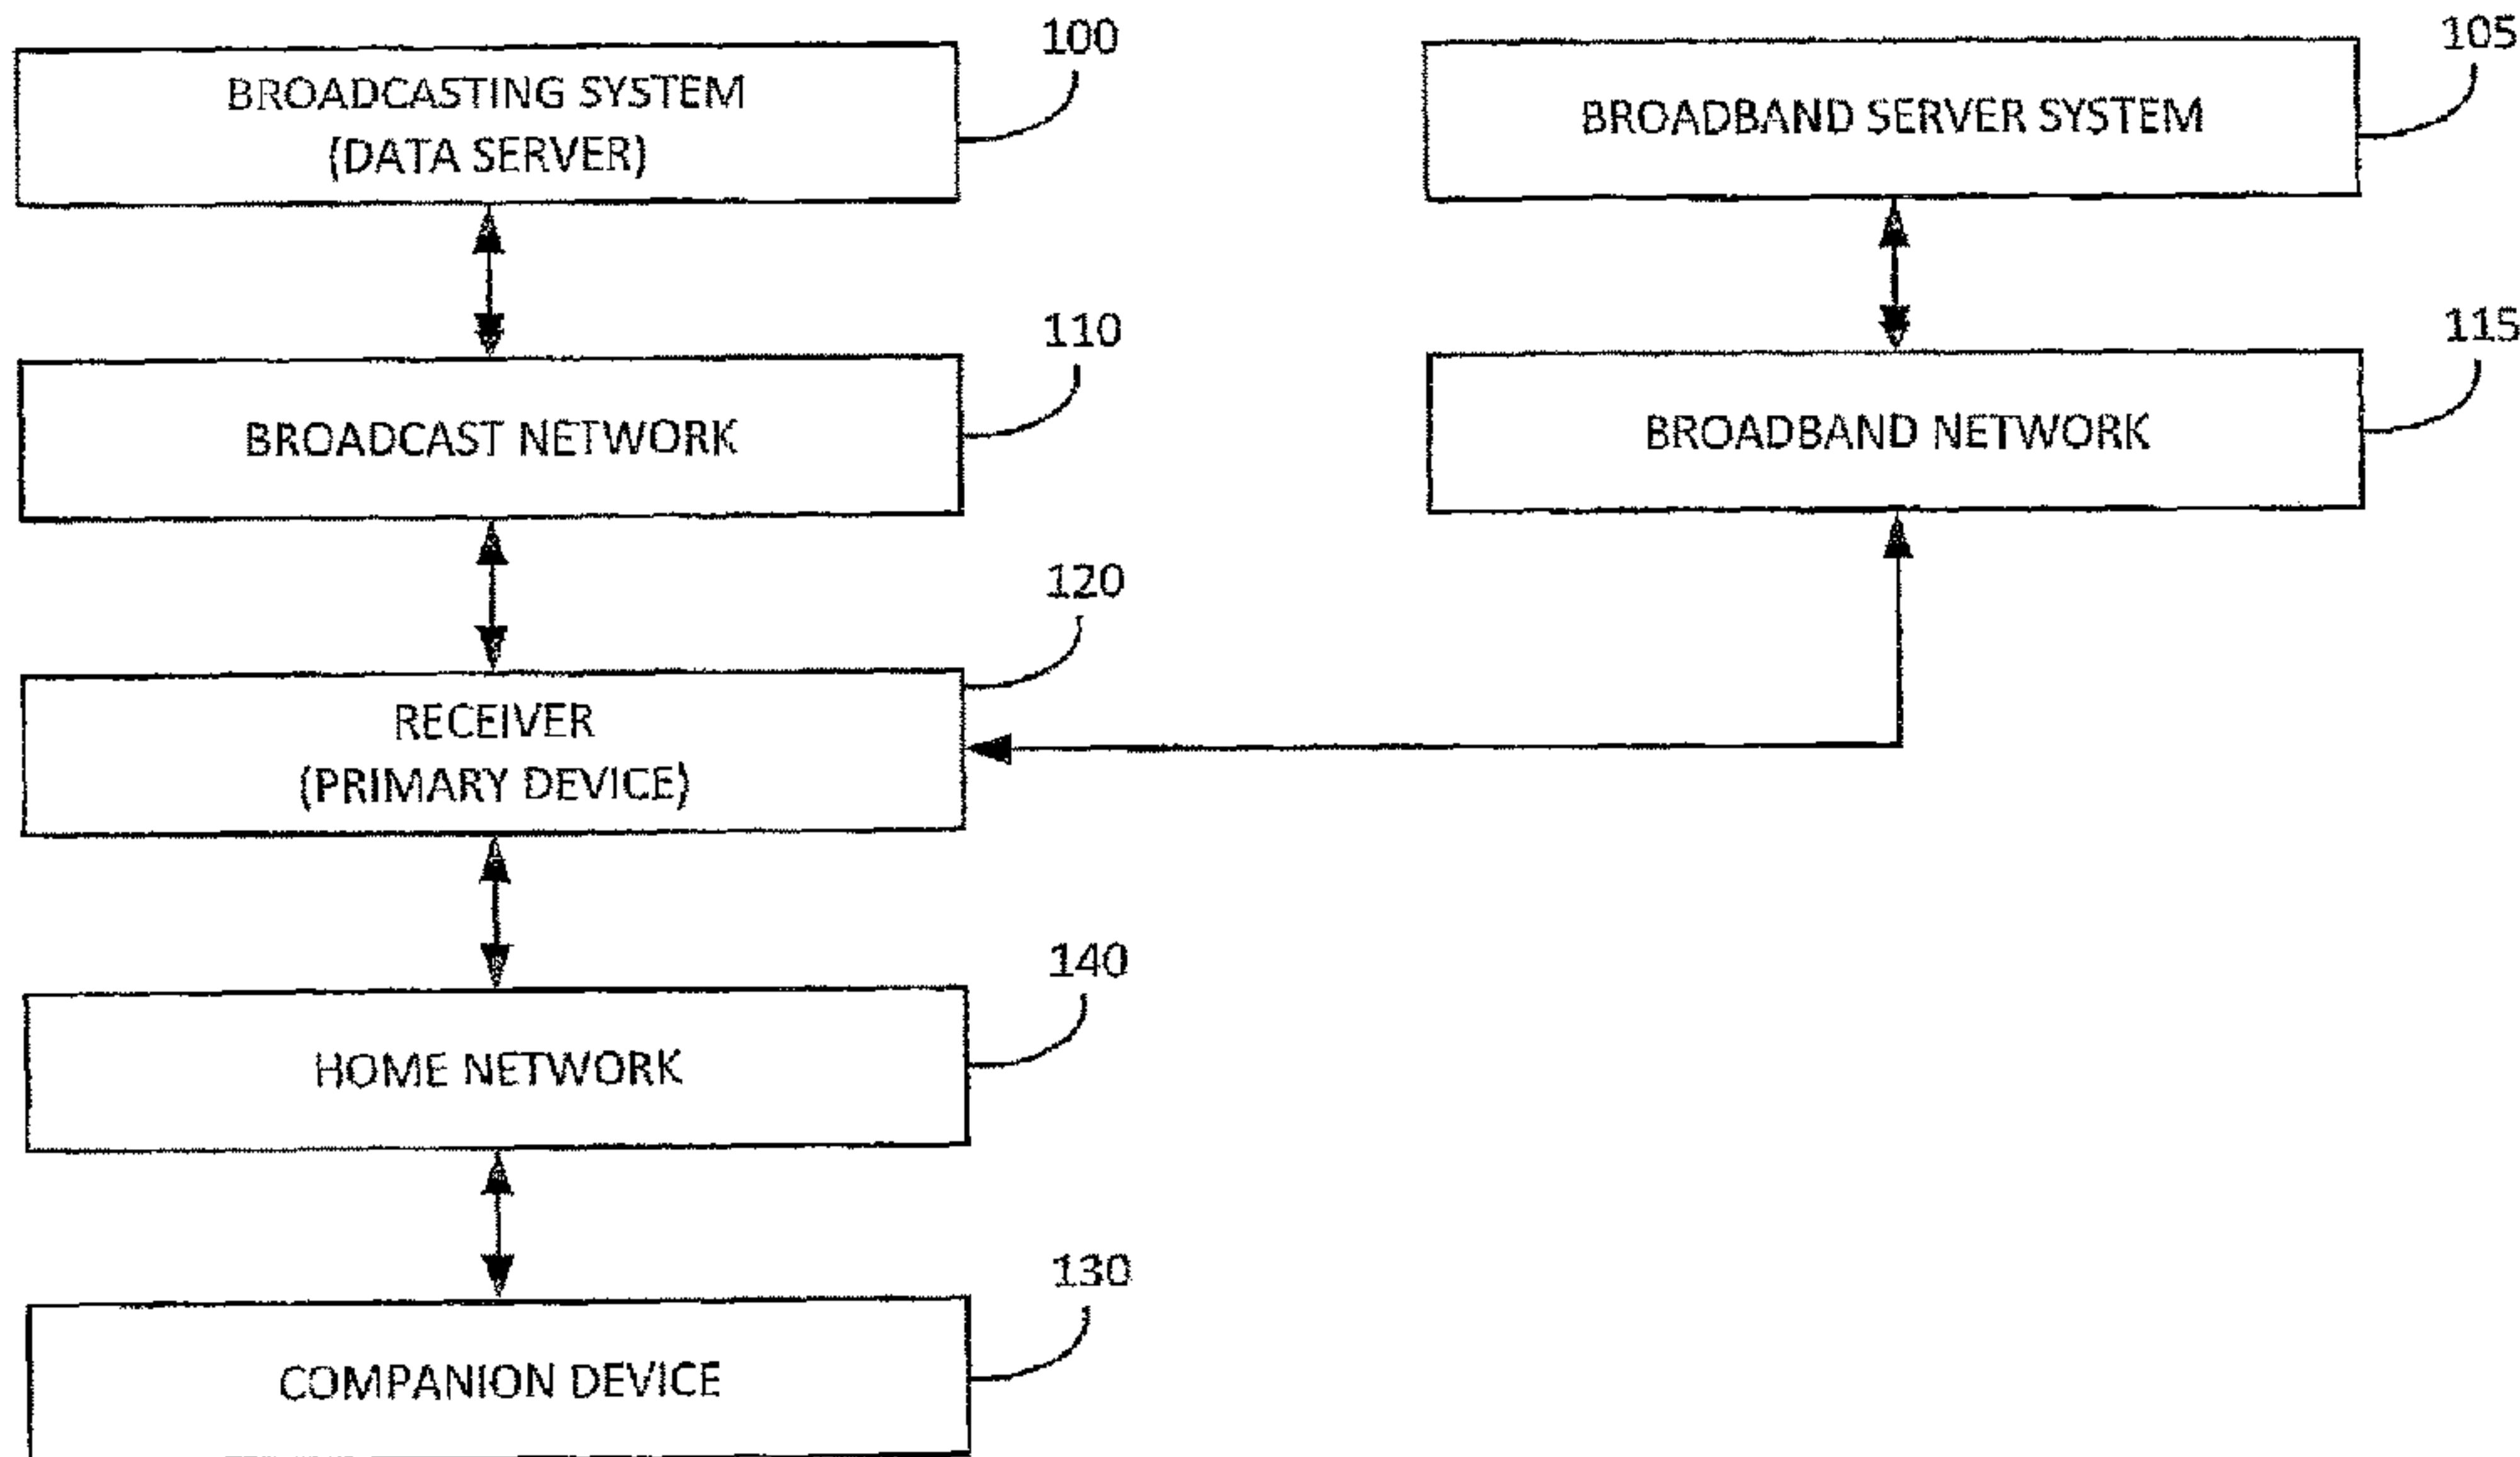 100
BROADCASTING SYSTEM
(DATA SERVER)
105
BROADBAND SERVER SYSTEM
110
BROADCAST NETWORK
115
BROADBAND NETWORK
120
RECEIVER
(PRIMARY DEVICE)
140
HOME NETWORK
130
COMPANION DEVICE